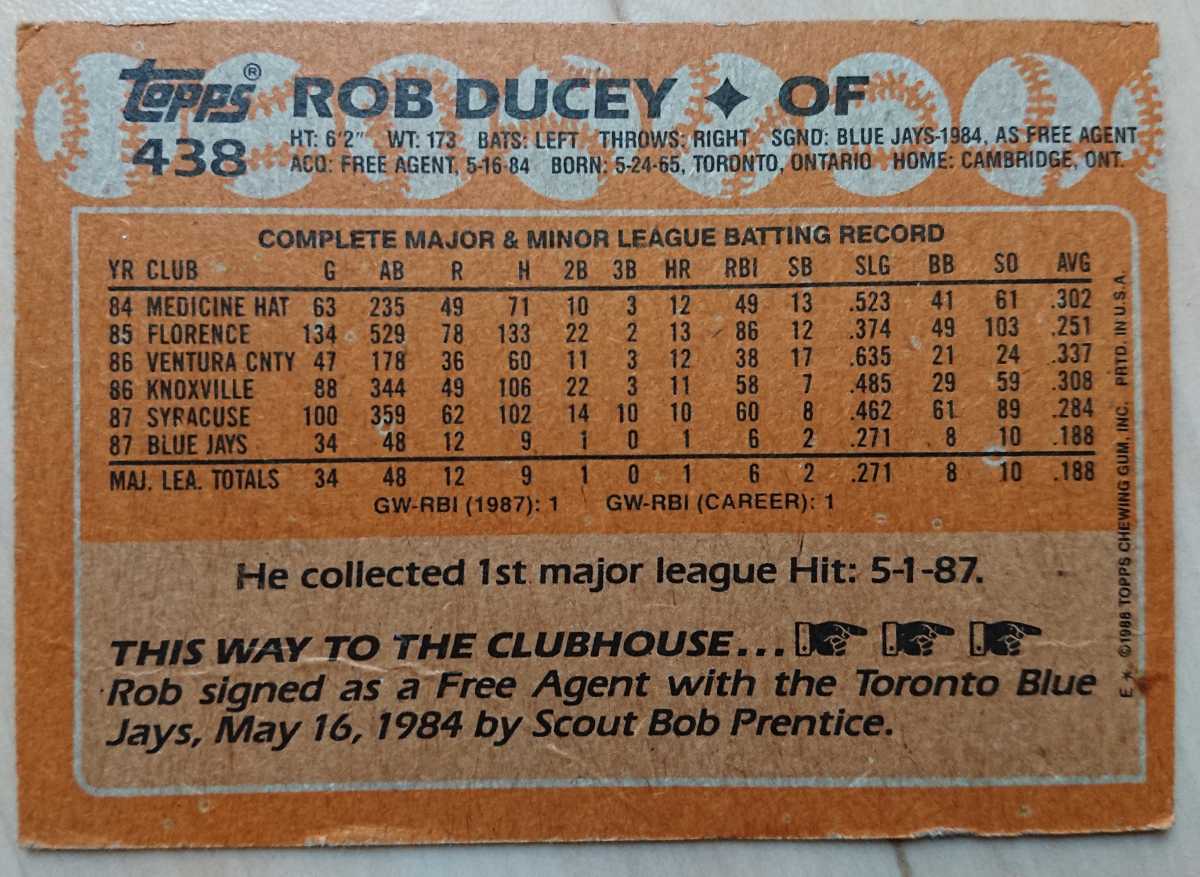 topps® ROB DUCEY ✦ OF
438
HT: 6'2" WT: 173 BATS: LEFT THROWS: RIGHT SGND: BLUE JAYS-1984, AS FREE AGENT
ACQ: FREE AGENT, 5-16-84 BORN: 5-24-65, TORONTO, ONTARIO HOME: CAMBRIDGE, ONT.
COMPLETE MAJOR & MINOR LEAGUE BATTING RECORD
YR CLUB G AB R H 2B 3B HR RBI SB SLG BB SO AVG
84 MEDICINE HAT 63 235 49 71 10 3 12 49 13 .523 41 61 .302
85 FLORENCE 134 529 78 133 22 2 13 86 12 .374 49 103 .251
86 VENTURA CNTY 47 178 36 60 11 3 12 38 17 .635 21 24 .337
86 KNOXVILLE 88 344 49 106 22 3 11 58 7 .485 29 59 .308
87 SYRACUSE 100 359 62 102 14 10 10 60 8 .462 61 89 .284
87 BLUE JAYS 34 48 12 9 1 0 1 6 2 .271 8 10 .188
MAJ. LEA. TOTALS 34 48 12 9 1 0 1 6 2 .271 8 10 .188
GW-RBI (1987): 1 GW-RBI (CAREER): 1
He collected 1st major league Hit: 5-1-87.
THIS WAY TO THE CLUBHOUSE...
Rob signed as a Free Agent with the Toronto Blue
Jays, May 16, 1984 by Scout Bob Prentice.
E * ©1988 TOPPS CHEWING GUM, INC. PRTD. IN U.S.A.